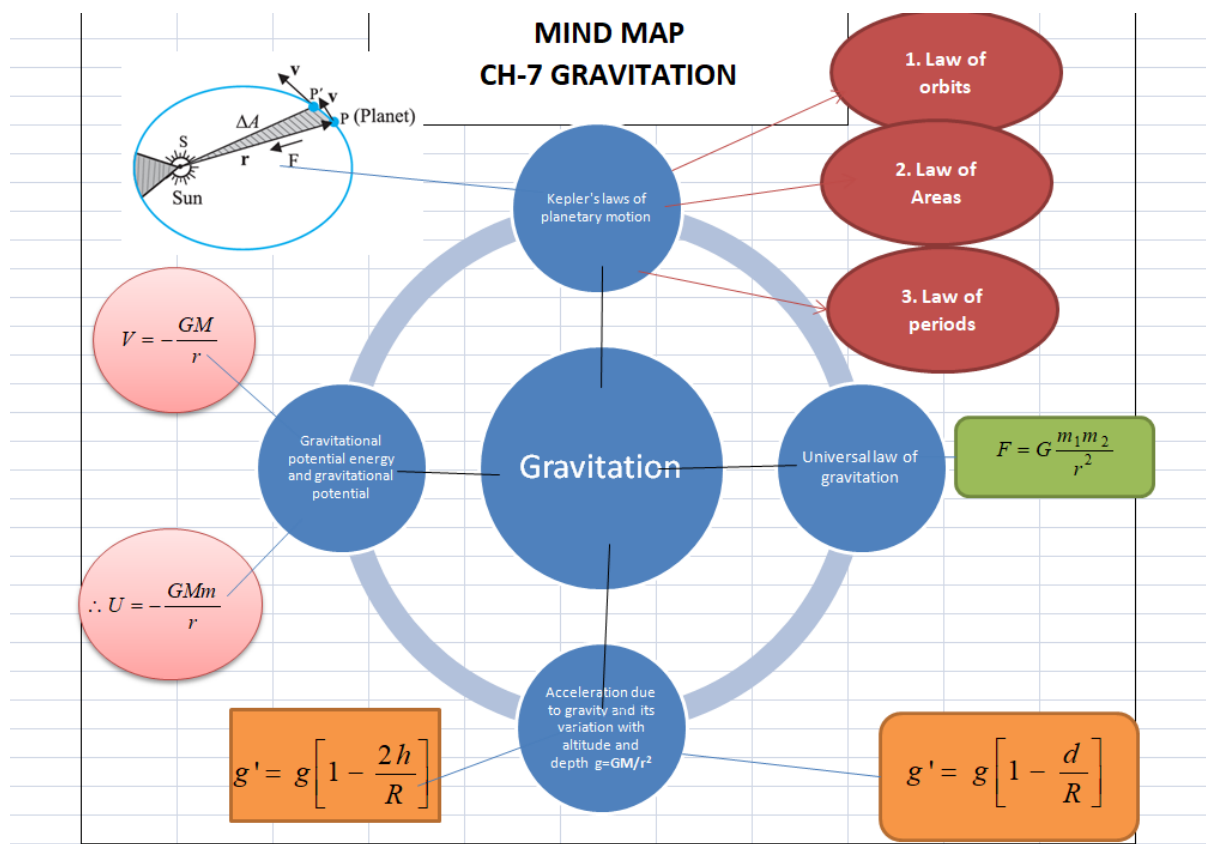 MIND MAP
CH-7 GRAVITATION
v
P'
v
P (Planet)
ΔA
S
r
F
Sun
1. Law of
orbits
2. Law of
Areas
3. Law of
periods
Kepler's laws of
planetary motion
V = -GM/r
Gravitational
potential energy
and gravitational
potential
Gravitation
Universal law of
gravitation
F = G m₁m₂/r²
∴ U = -GMm/r
Acceleration due
to gravity and its
variation with
altitude and
depth g=GM/r²
g' = g[1 - 2h/R]
g' = g[1 - d/R]